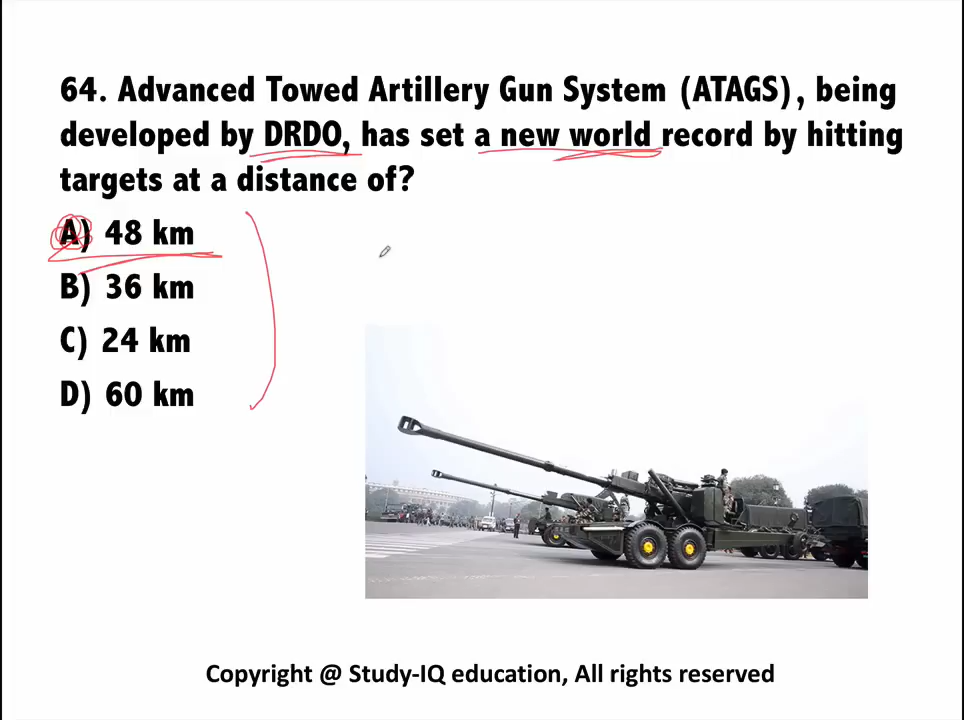 64. Advanced Towed Artillery Gun System (ATAGS), being
developed by DRDO, has set a new world record by hitting
targets at a distance of?
A) 48 km
B) 36 km
C) 24 km
D) 60 km
Copyright @ Study-IQ education, All rights reserved